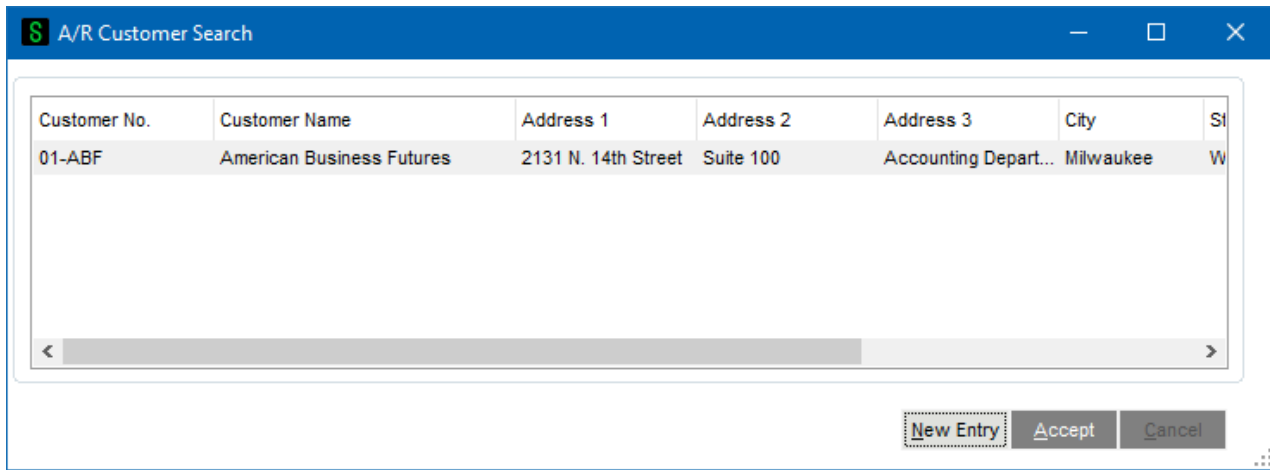 S A/R Customer Search
Customer No. Customer Name Address 1 Address 2 Address 3 City St
01-ABF American Business Futures 2131 N. 14th Street Suite 100 Accounting Depart... Milwaukee W
New Entry Accept Cancel